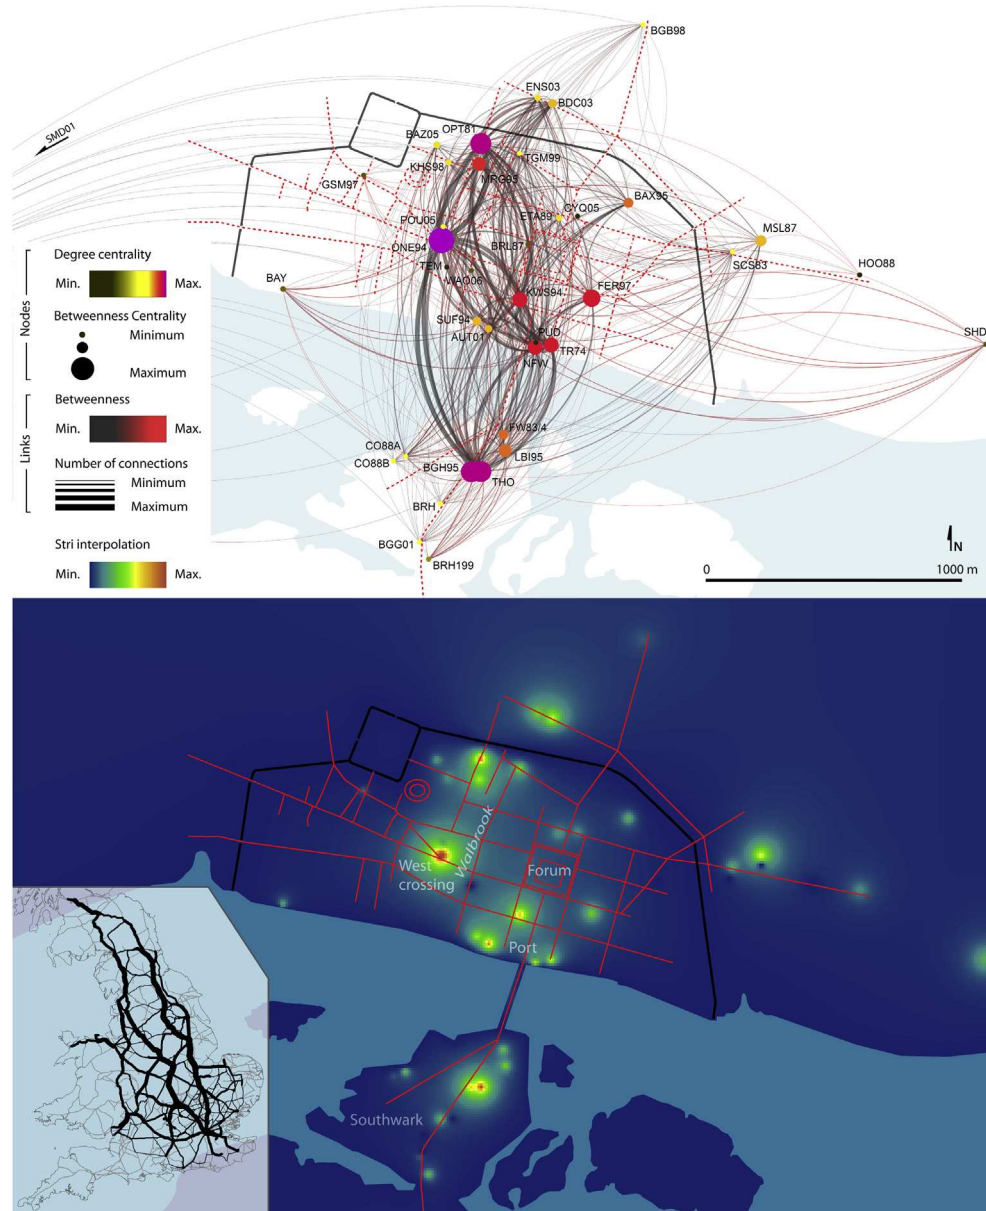 BGB98
ENS03
BDC03
SMD01
OPT81
BAZ05
TGM99
KHS98
MRG95
GSM97
BAX95
CYQ05
ETA89
POU05
MSL87
ONE94
BRL87
SCS83
TEM
WAO06
HOO88
BAY
KWS94
FER97
SUF94
PUD
SHD
AUT01
TR74
NFW
FW83/4
CO88A
LBI95
CO88B
BGH95
THO
BRH
BGG01
BRH199
N
0 1000 m
Nodes
Degree centrality
Min. Max.
Betweenness Centrality
Minimum
Maximum
Links
Betweenness
Min. Max.
Number of connections
Minimum
Maximum
Stri interpolation
Min. Max.
Walbrook
West
crossing
Forum
Port
Southwark